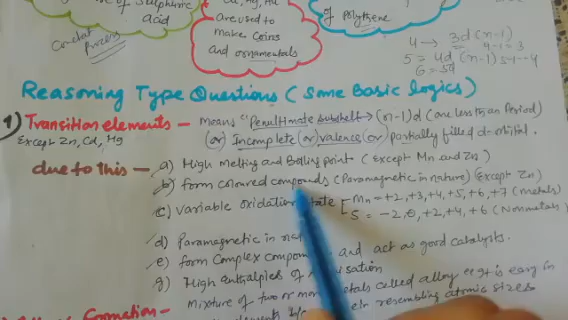 of Sulphuric
acid
Contact
process
Cu, Hg, Au
are used to
make Coins
and ornamentals
of Polythene
4 → 3d (n-1)
4-1=3
5 = 4d (n-1) 5-1=4
6 = 5d
Reasoning Type Questions (Some Basic logics)
1) Transition elements — means "Penultimate Subshell → (n-1)d (one less than Period)
Except Zn, Cd, Hg (or) Incomplete (or) valence (or) partially filled d-orbital.
due to this — a) High melting and Boiling point (Except Mn and Zn)
b) form coloured compounds (Paramagnetic in nature) (Except Zn)
c) Variable oxidation state [Mn = +2, +3, +4, +5, +6, +7 (metals)
S = -2, 0, +2, +4, +6 (Nonmetals)
d) Paramagnetic in
e) form Complex and act as good catalysts.
g) High enthalpies of
Mixture of two or more metals called alloy easy in
resembling atomic sizes